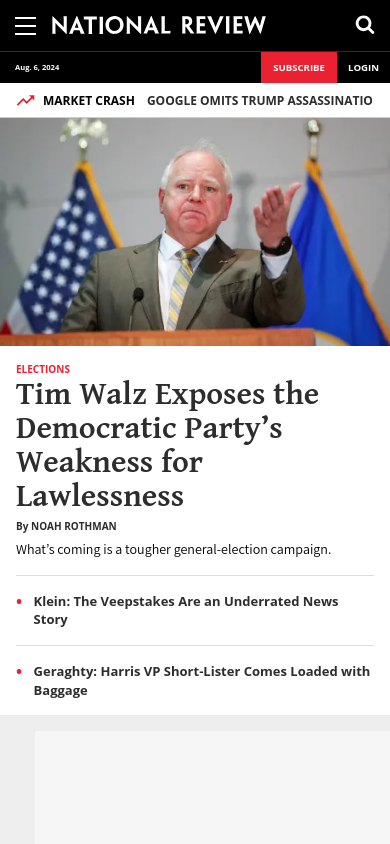 NATIONAL REVIEW
Aug. 6, 2024
SUBSCRIBE
LOGIN
MARKET CRASH GOOGLE OMITS TRUMP ASSASSINATIO
ELECTIONS
Tim Walz Exposes the
Democratic Party’s
Weakness for
Lawlessness
By NOAH ROTHMAN
What’s coming is a tougher general-election campaign.
• Klein: The Veepstakes Are an Underrated News
Story
• Geraghty: Harris VP Short-Lister Comes Loaded with
Baggage